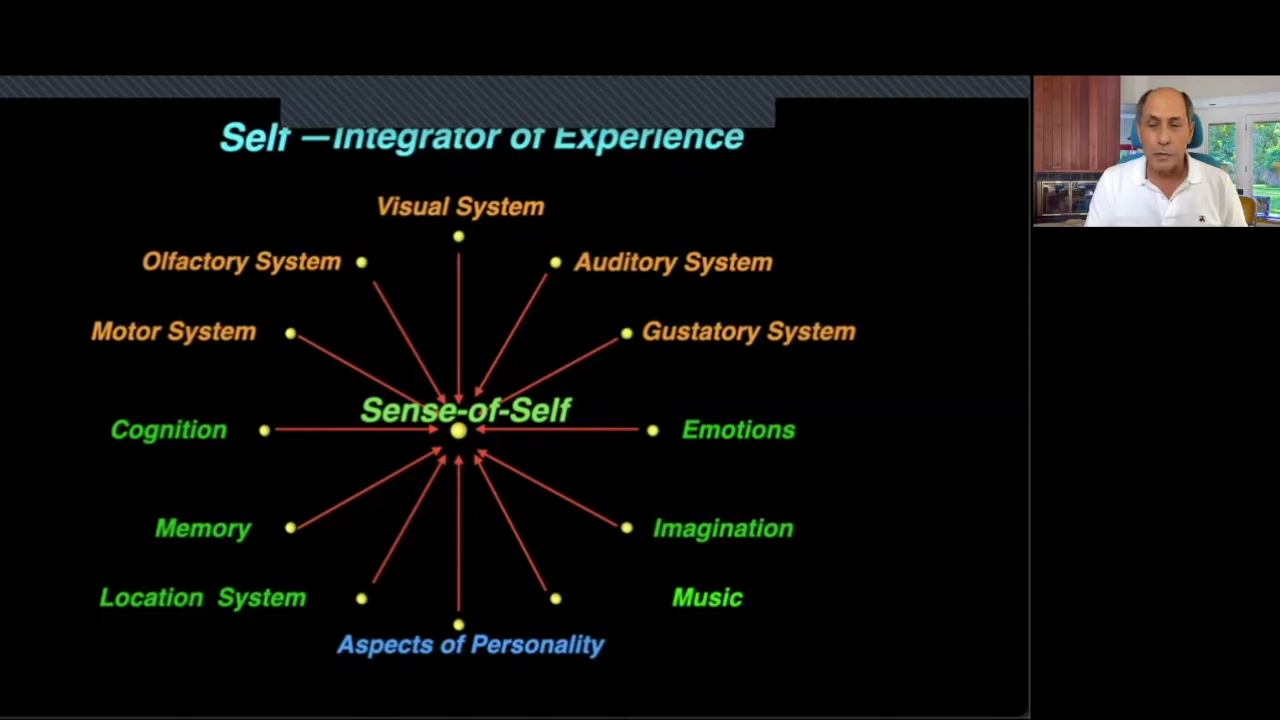 Self —Integrator of Experience
Visual System
Olfactory System
Auditory System
Motor System
Gustatory System
Sense-of-Self
Cognition
Emotions
Memory
Imagination
Location System
Music
Aspects of Personality